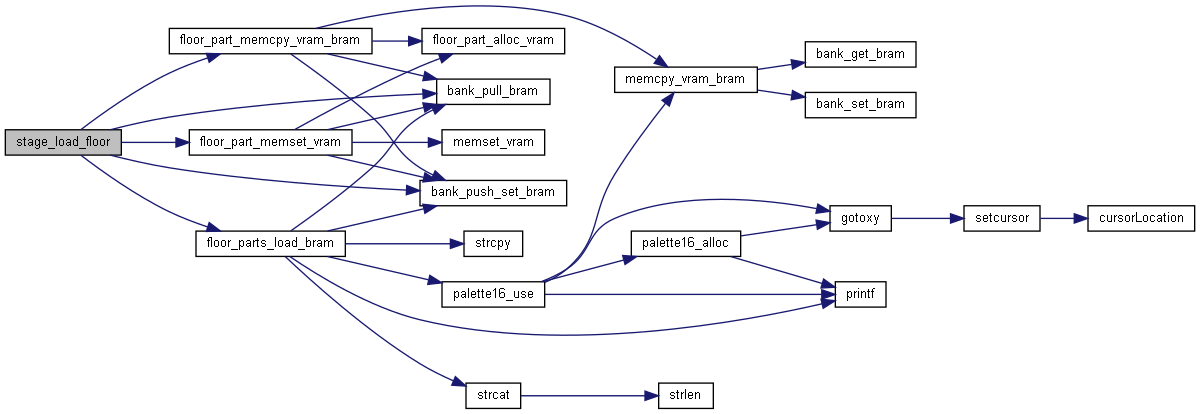 stage_load_floor
floor_part_memcpy_vram_bram
floor_part_memset_vram
floor_parts_load_bram
floor_part_alloc_vram
bank_pull_bram
memset_vram
bank_push_set_bram
strcpy
palette16_use
strcat
memcpy_vram_bram
palette16_alloc
strlen
bank_get_bram
bank_set_bram
gotoxy
printf
setcursor
cursorLocation